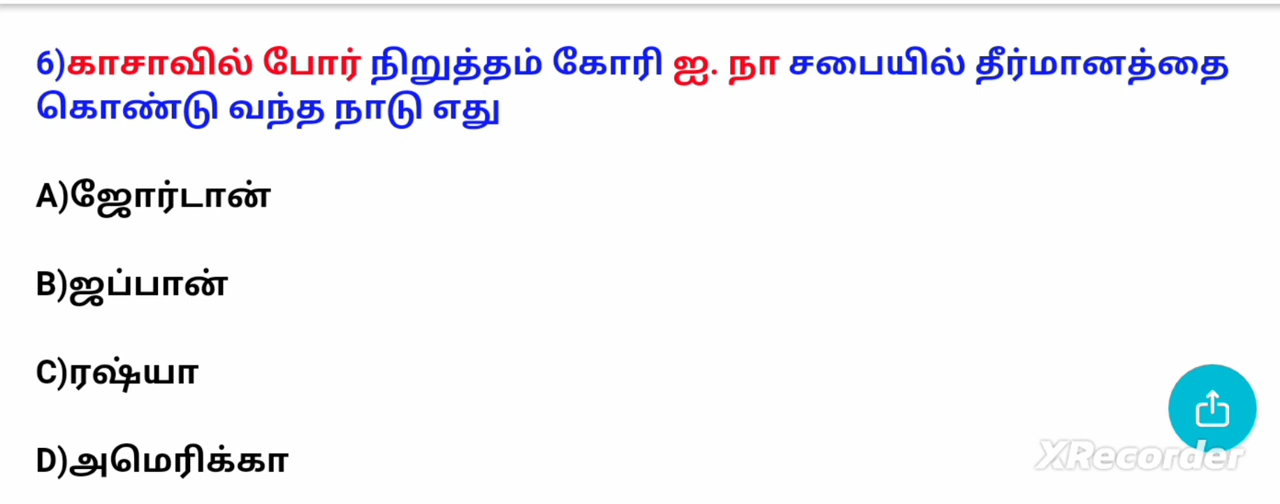 6)காசாவில் போர் நிறுத்தம் கோரி ஐ. நா சபையில் தீர்மானத்தை
கொண்டு வந்த நாடு எது
A)ஜோர்டான்
B)ஜப்பான்
C)ரஷ்யா
D)அமெரிக்கா
XRecorder